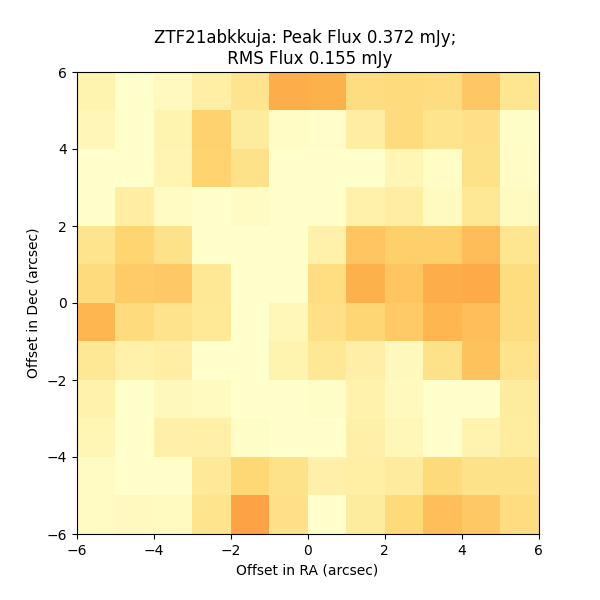 ZTF21abkkuja: Peak Flux 0.372 mJy;
RMS Flux 0.155 mJy
6
4
2
0
−2
−4
−6
Offset in Dec (arcsec)
−6 −4 −2 0 2 4 6
Offset in RA (arcsec)